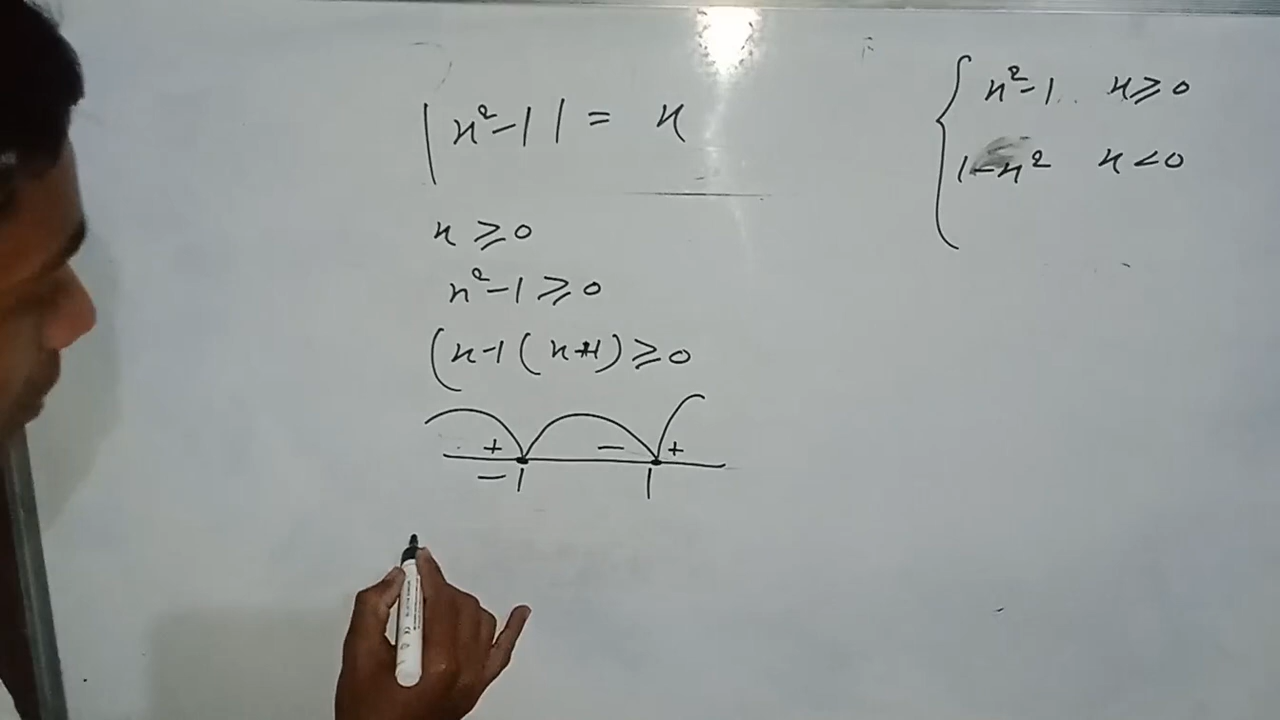 |x²-1| = x
x ≥ 0
x²-1 ≥ 0
(x-1(x+1) ≥ 0
+ - +
-1 1
{ x²-1.. x ≥ 0
1-x² x < 0